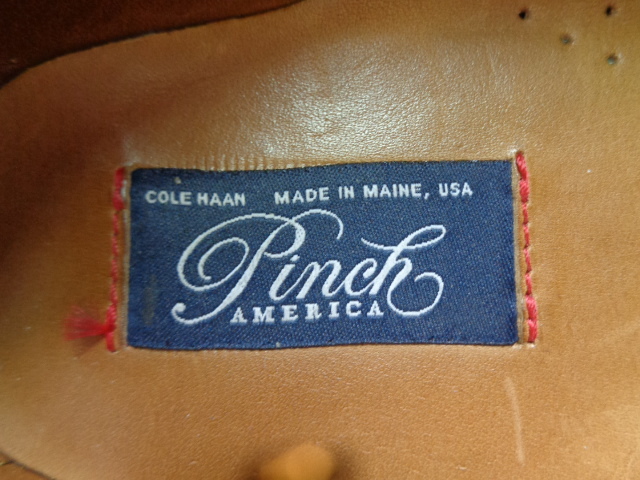 COLE HAAN MADE IN MAINE, USA
Pinch
AMERICA